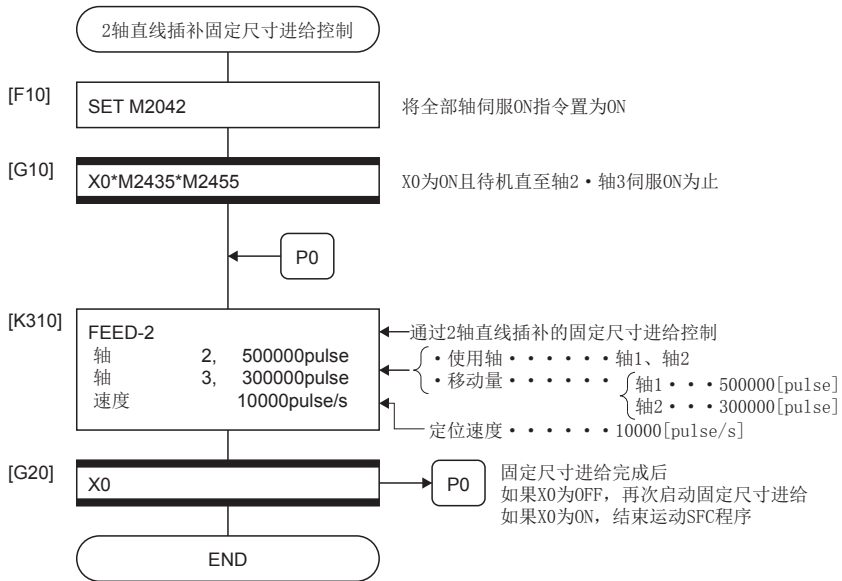 2轴直线插补固定尺寸进给控制
[F10]
SET M2042
将全部轴伺服ON指令置为ON
[G10]
X0*M2435*M2455
X0为ON且待机直至轴2・轴3伺服ON为止
P0
[K310]
FEED-2
轴 2, 500000pulse
轴 3, 300000pulse
速度 10000pulse/s
通过2轴直线插补的固定尺寸进给控制
・使用轴・・・・・・轴1、轴2
・移动量・・・・・・
轴1・・・500000[pulse]
轴2・・・300000[pulse]
定位速度・・・・・・10000[pulse/s]
[G20]
X0
P0
固定尺寸进给完成后
如果X0为OFF，再次启动固定尺寸进给
如果X0为ON，结束运动SFC程序
END